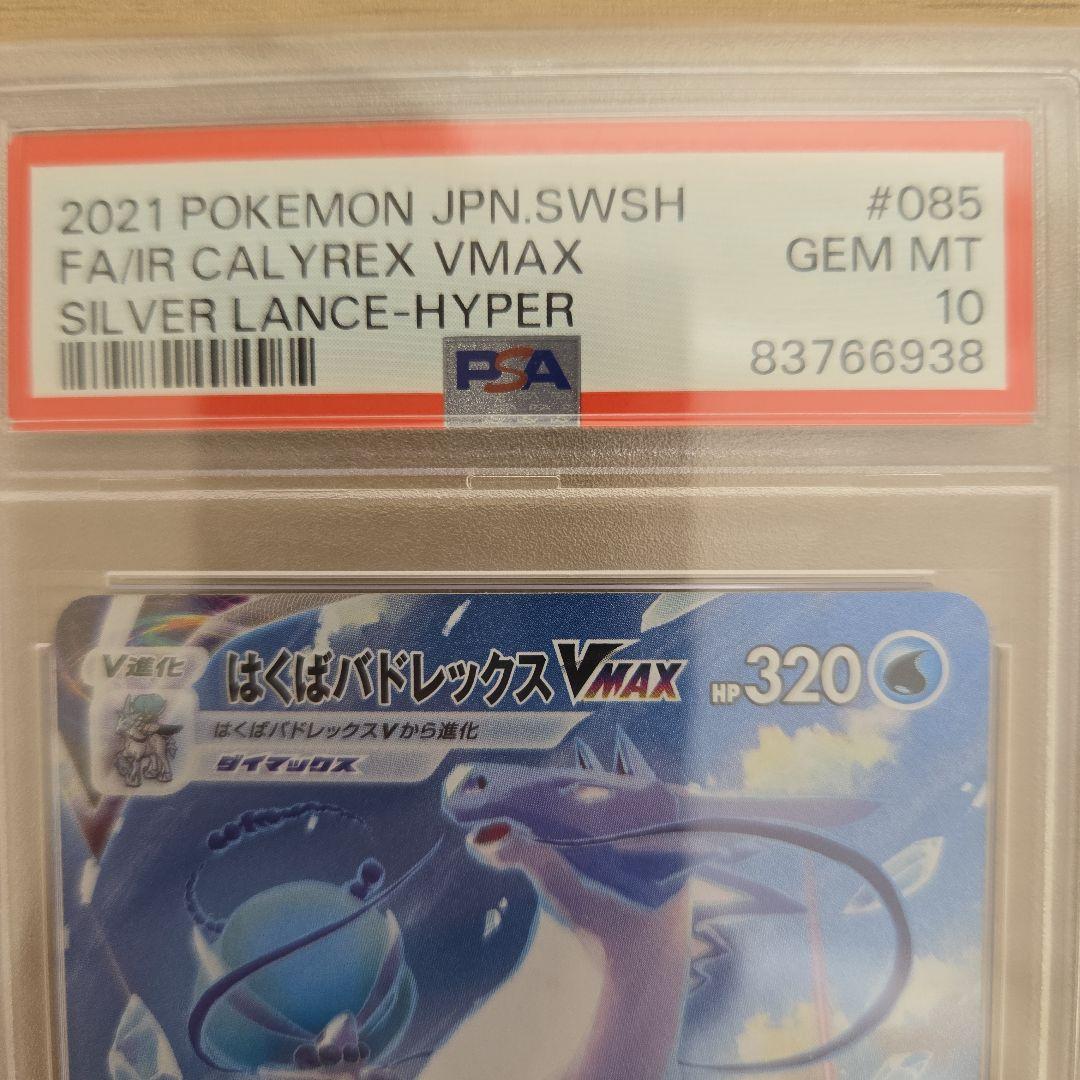 2021 POKEMON JPN.SWSH #085
FA/IR CALYREX VMAX GEM MT
SILVER LANCE-HYPER 10
83766938
PSA
V進化
はくばバドレックスVMAX HP320
はくばバドレックスVから進化
ダイマックス